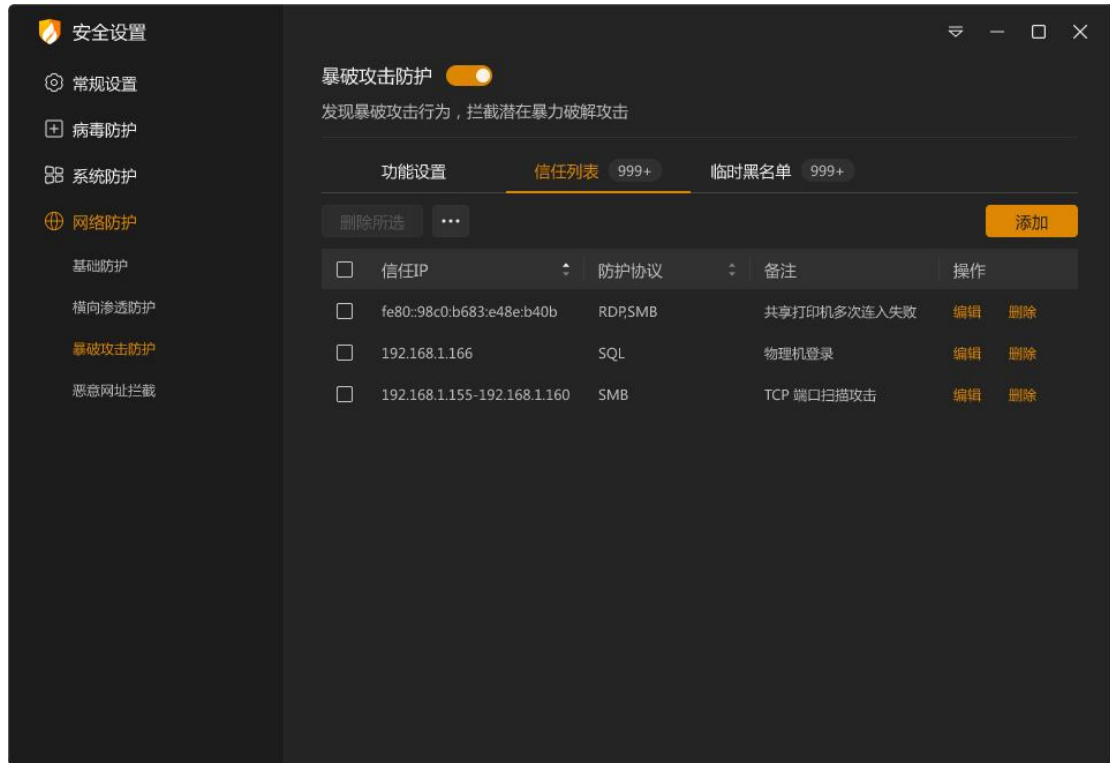 安全设置
常规设置
病毒防护
系统防护
网络防护
基础防护
横向渗透防护
暴破攻击防护
恶意网址拦截
暴破攻击防护
发现暴破攻击行为，拦截潜在暴力破解攻击
功能设置 信任列表 999+ 临时黑名单 999+
删除所选 ··· 添加
信任IP 防护协议 备注 操作
fe80::98c0:b683:e48e:b40b RDP,SMB 共享打印机多次连入失败 编辑 删除
192.168.1.166 SQL 物理机登录 编辑 删除
192.168.1.155-192.168.1.160 SMB TCP 端口扫描攻击 编辑 删除